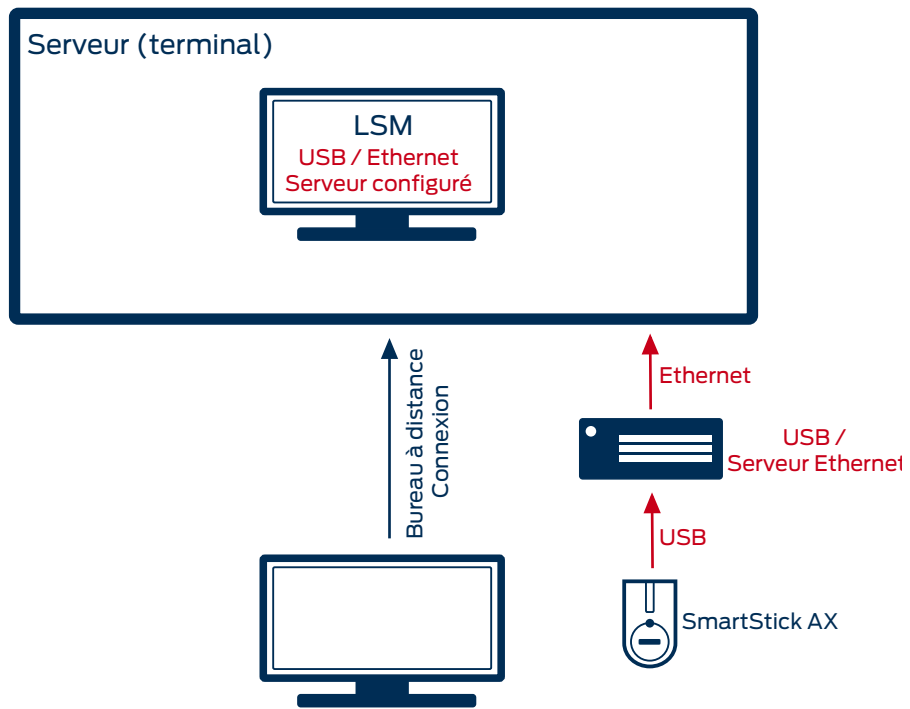 Serveur (terminal)
LSM
USB / Ethernet
Serveur configuré
Bureau à distance
Connexion
Ethernet
USB /
Serveur Ethernet
USB
SmartStick AX